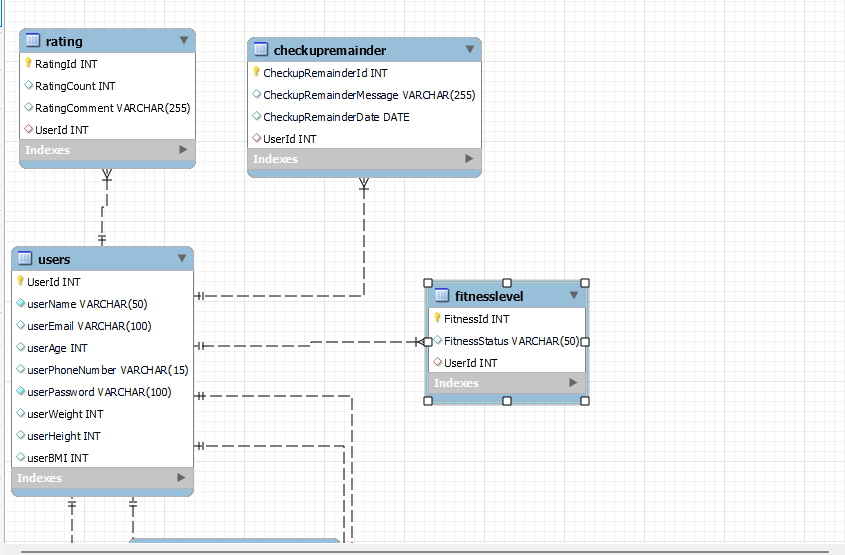 rating
RatingId INT
RatingCount INT
RatingComment VARCHAR(255)
UserId INT
Indexes
checkupremainder
CheckupRemainderId INT
CheckupRemainderMessage VARCHAR(255)
CheckupRemainderDate DATE
UserId INT
Indexes
users
UserId INT
userName VARCHAR(50)
userEmail VARCHAR(100)
userAge INT
userPhoneNumber VARCHAR(15)
userPassword VARCHAR(100)
userWeight INT
userHeight INT
userBMI INT
Indexes
fitnesslevel
FitnessId INT
FitnessStatus VARCHAR(50)
UserId INT
Indexes